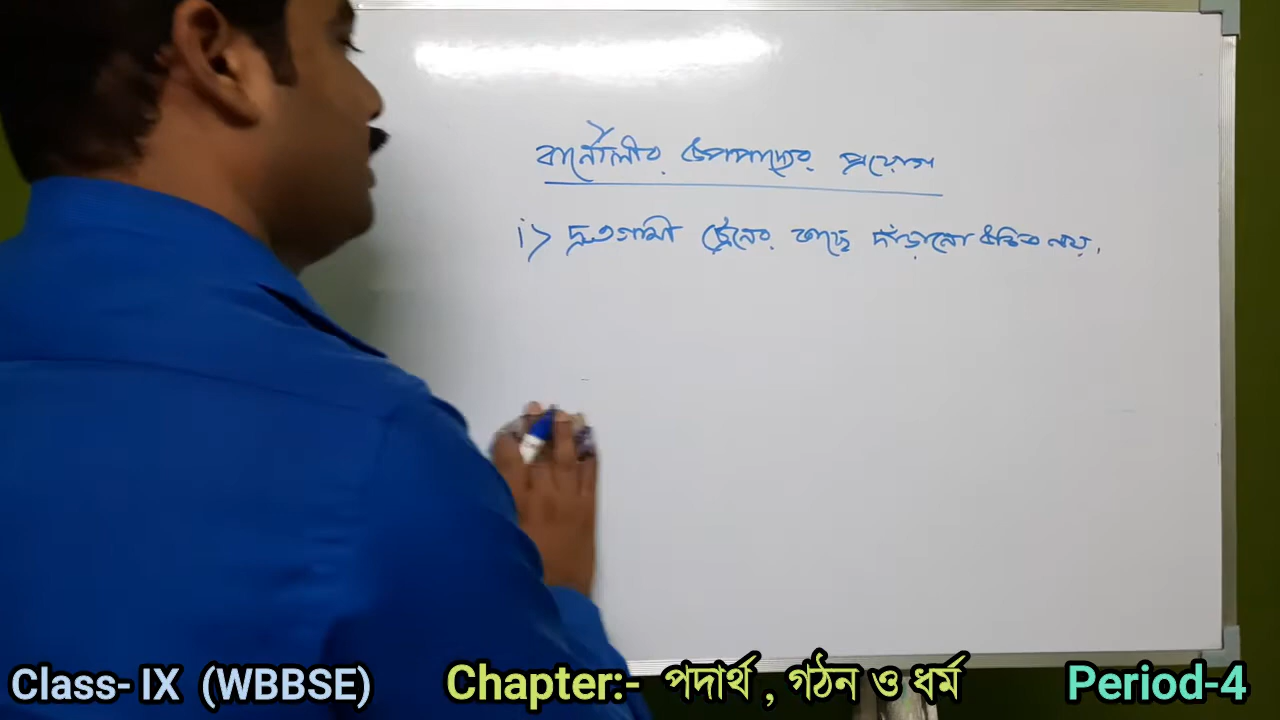 বার্নৌলীর উপপাদ্যের প্রয়োগ
i> দ্রুতগামী ট্রেনের কাছে দাঁড়ানো উচিত নয়।
Class- IX (WBBSE) Chapter:- পদার্থ , গঠন ও ধর্ম Period-4